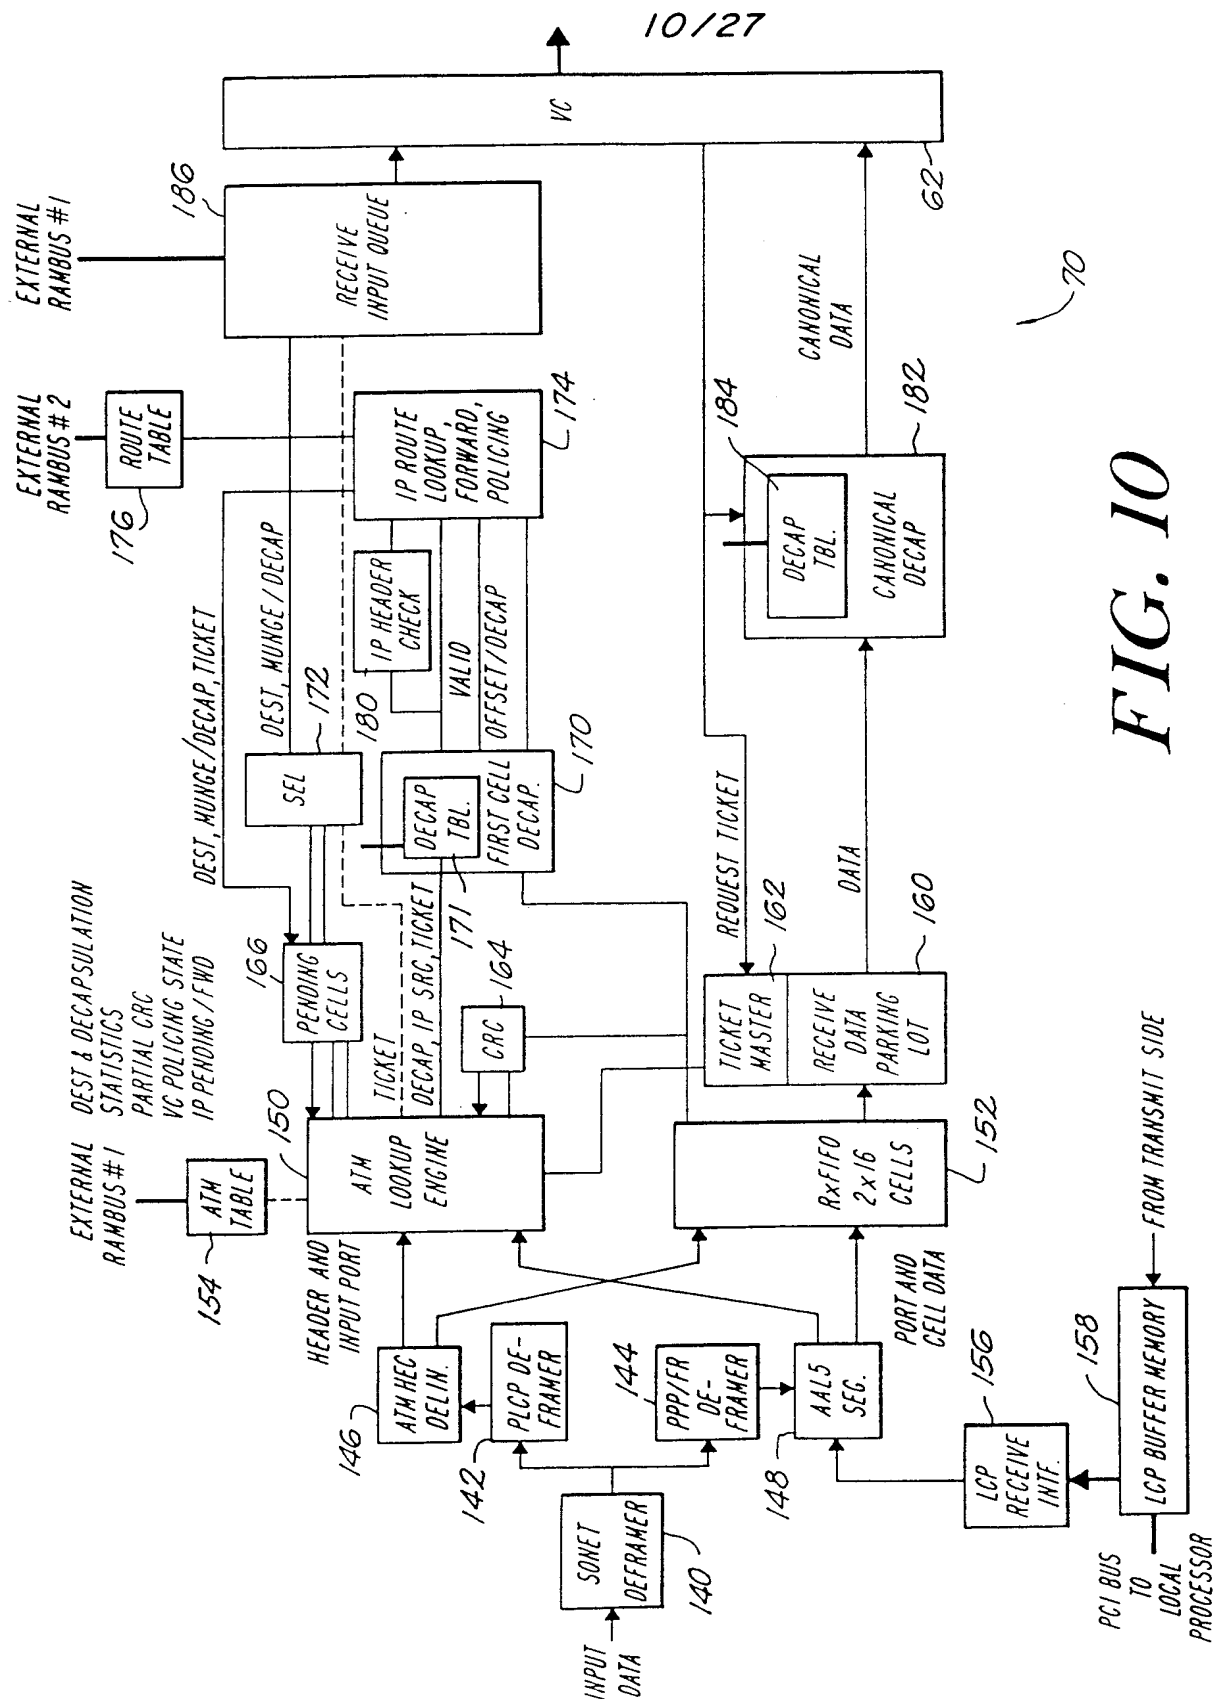 10/27
EXTERNAL
RAMBUS #1
DEST & DECAPSULATION
STATISTICS
PARTIAL CRC
VC POLICING STATE
IP PENDING/FWD
154
ATM
TABLE
150
ATM
LOOKUP
ENGINE
HEADER AND
INPUT PORT
166
PENDING
CELLS
DEST, MUNGE/DECAP, TICKET
SEL
172
DEST, MUNGE/DECAP
TICKET
DECAP, IP SRC, TICKET
CRC
164
DECAP
TBL.
171
FIRST CELL
DECAP.
170
180
IP HEADER
CHECK
VALID
OFFSET/DECAP
EXTERNAL
RAMBUS # 2
ROUTE
TABLE
176
IP ROUTE
LOOKUP,
FORWARD,
POLICING
174
EXTERNAL
RAMBUS #1
186
RECEIVE
INPUT QUEUE
VC
62
INPUT
DATA
SONET
DEFRAMER
140
146
ATM HEC
DELIN.
142
PLCP DE-
FRAMER
144
PPP/FR
DE-
FRAMER
148
AAL5
SEG.
PORT AND
CELL DATA
RxFIFO
2x16
CELLS
152
REQUEST TICKET
162
TICKET
MASTER
RECEIVE
DATA
PARKING
LOT
160
DATA
184
DECAP
TBL.
CANONICAL
DECAP
182
CANONICAL
DATA
70
156
LCP
RECEIVE
INTF.
158
LCP BUFFER MEMORY
FROM TRANSMIT SIDE
PCI BUS
TO
LOCAL
PROCESSOR
FIG. 10